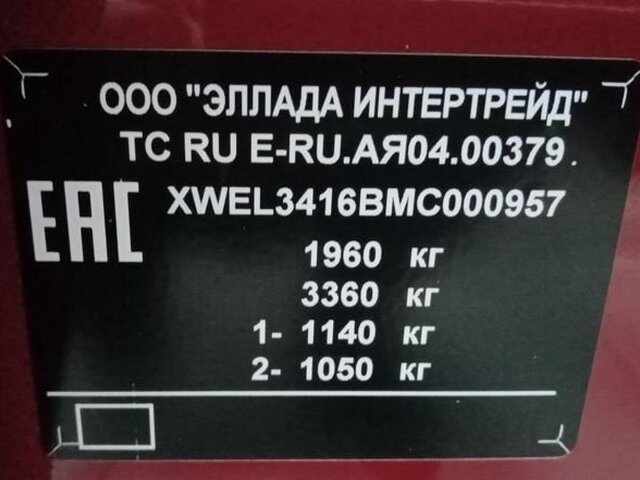 ООО "ЭЛЛАДА ИНТЕРТРЕЙД"
ТС RU E-RU.АЯ04.00379.
EAC
XWEL3416BMC000957
1960 кг
3360 кг
1- 1140 кг
2- 1050 кг